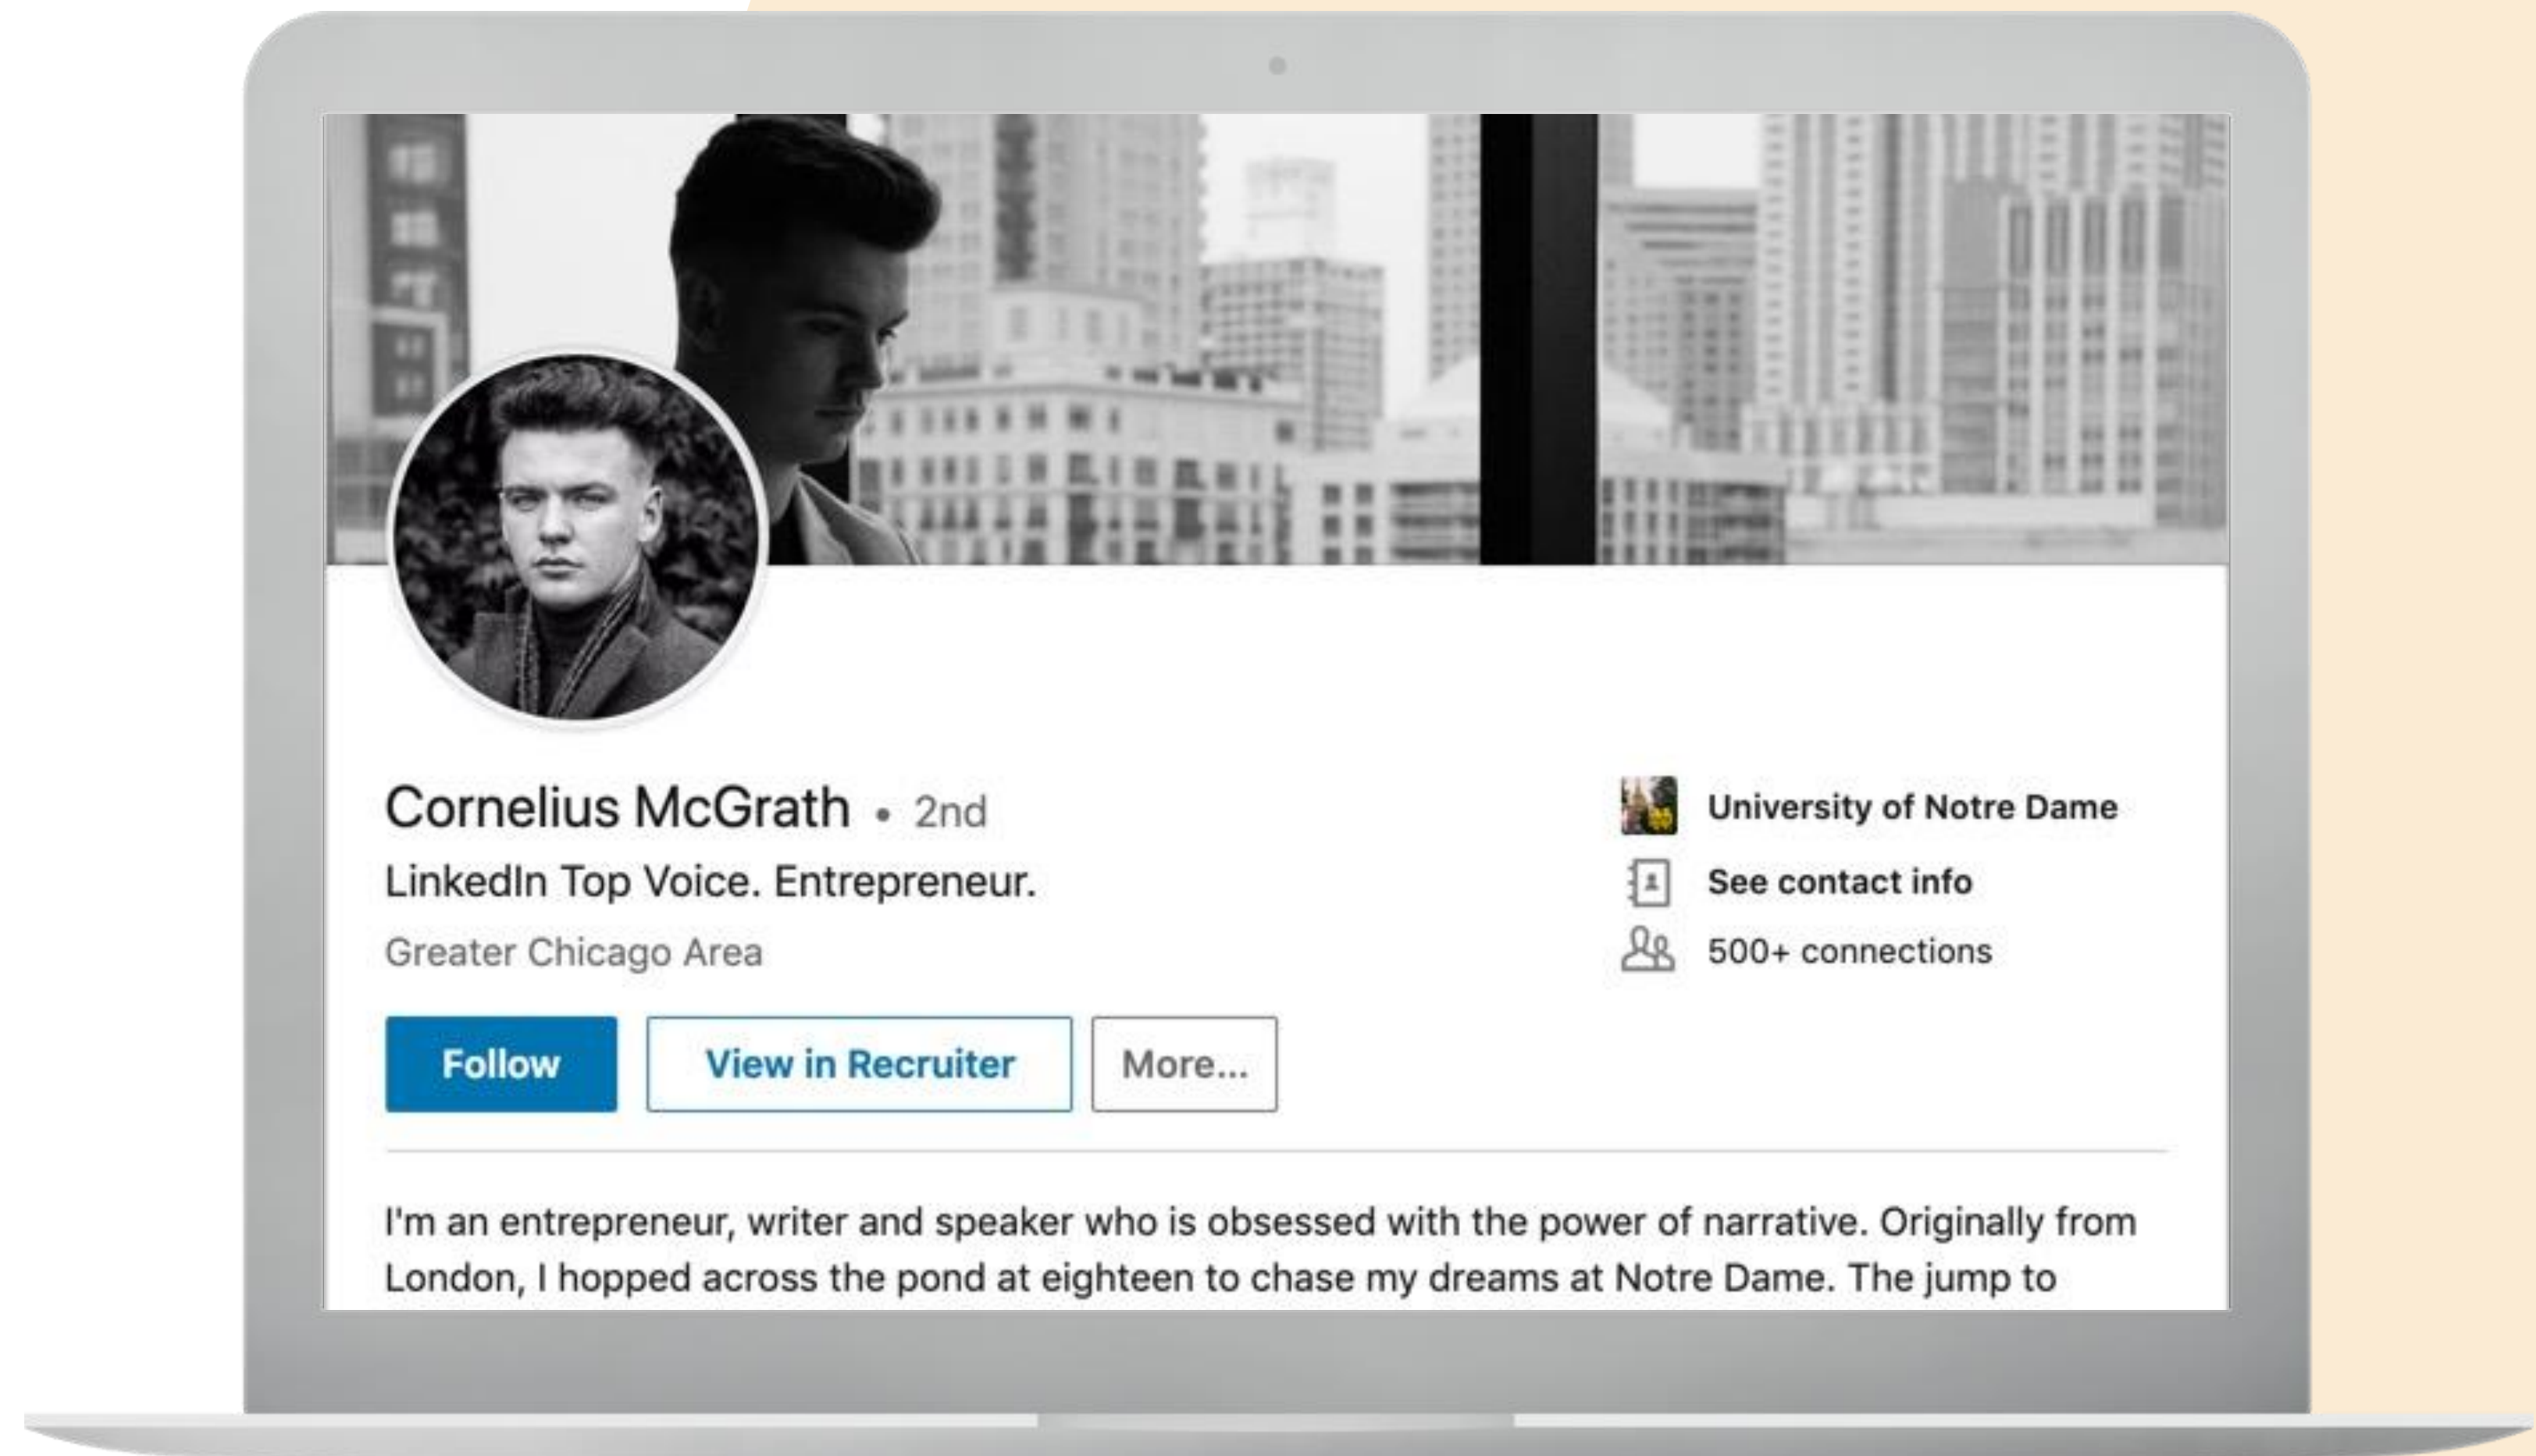 Cornelius McGrath • 2nd
LinkedIn Top Voice. Entrepreneur.
Greater Chicago Area
University of Notre Dame
See contact info
500+ connections
Follow
View in Recruiter
More...
I'm an entrepreneur, writer and speaker who is obsessed with the power of narrative. Originally from
London, I hopped across the pond at eighteen to chase my dreams at Notre Dame. The jump to